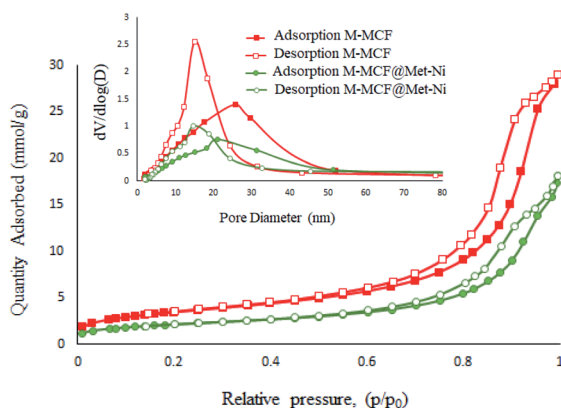 dV/dlog(D)
3
2.5
2
1.5
1
0.5
0
0 10 20 30 40 50 60 70 80
Pore Diameter (nm)
Adsorption M-MCF
Desorption M-MCF
Adsorption M-MCF@Met-Ni
Desorption M-MCF@Met-Ni
Quantity Adsorbed (mmol/ g)
30
25
20
15
10
5
0
0 0.2 0.4 0.6 0.8 1
Relative pressure, (p/p0)